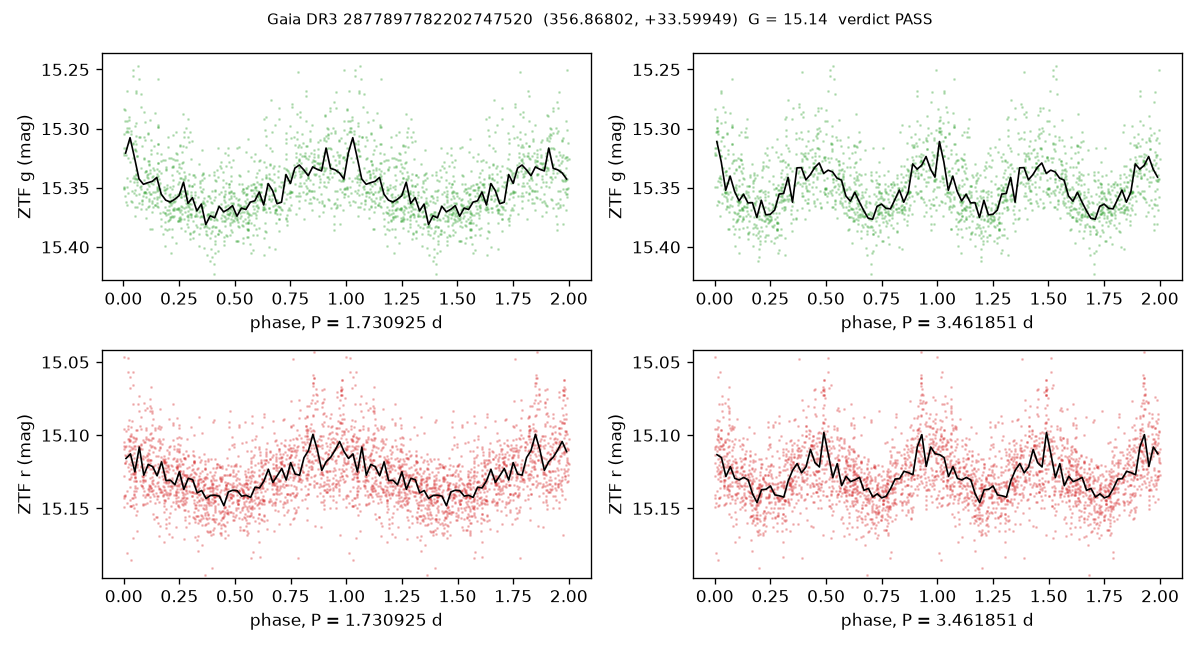 Gaia DR3 2877897782202747520 (356.86802, +33.59949) G = 15.14 verdict PASS
ZTF g (mag)
15.25
15.30
15.35
15.40
0.00 0.25 0.50 0.75 1.00 1.25 1.50 1.75 2.00
phase, P = 1.730925 d
ZTF g (mag)
15.25
15.30
15.35
15.40
0.00 0.25 0.50 0.75 1.00 1.25 1.50 1.75 2.00
phase, P = 3.461851 d
ZTF r (mag)
15.05
15.10
15.15
0.00 0.25 0.50 0.75 1.00 1.25 1.50 1.75 2.00
phase, P = 1.730925 d
ZTF r (mag)
15.05
15.10
15.15
0.00 0.25 0.50 0.75 1.00 1.25 1.50 1.75 2.00
phase, P = 3.461851 d